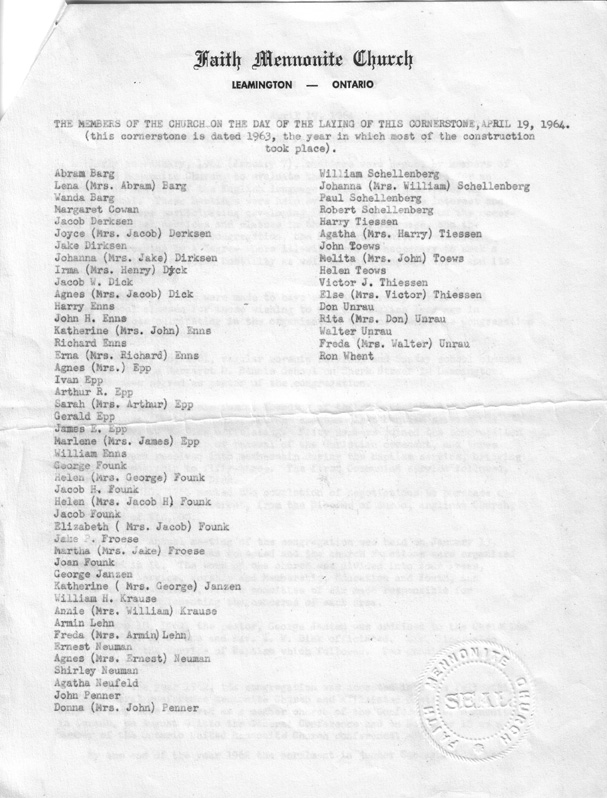 Faith Mennonite Church
LEAMINGTON — ONTARIO
THE MEMBERS OF THE CHURCH ON THE DAY OF THE LAYING OF THIS CORNERSTONE, APRIL 19, 1964.
(this cornerstone is dated 1963, the year in which most of the construction
took place).
Abram Barg
Lena (Mrs. Abram) Barg
Wanda Barg
Margaret Cowan
Jacob Derksen
Joyce (Mrs. Jacob) Derksen
Jake Dirksen
Johanna (Mrs. Jake) Dirksen
Irma (Mrs. Henry) Dick
Jacob W. Dick
Agnes (Mrs. Jacob) Dick
Harry Enns
John H. Enns
Katherine (Mrs. John) Enns
Richard Enns
Erna (Mrs. Richard) Enns
Agnes (Mrs.) Epp
Ivan Epp
Arthur R. Epp
Sarah (Mrs. Arthur) Epp
Gerald Epp
James E. Epp
Marlene (Mrs. James) Epp
William Enns
George Founk
Helen (Mrs. George) Founk
Jacob H. Founk
Helen (Mrs. Jacob H) Founk
Jacob Founk
Elizabeth ( Mrs. Jacob) Founk
Jake P. Froese
Martha (Mrs. Jake) Froese
Joan Founk
George Janzen
Katherine ( Mrs. George) Janzen
William H. Krause
Annie (Mrs. William) Krause
Armin Lehn
Freda (Mrs. Armin) Lehn)
Ernest Neuman
Agnes (Mrs. Ernest) Neuman
Shirley Neuman
Agatha Neufeld
John Penner
Donna (Mrs. John) Penner
William Schellenberg
Johanna (Mrs. William) Schellenberg
Paul Schellenberg
Robert Schellenberg
Harry Tiessen
Agatha (Mrs. Harry) Tiessen
John Toews
Melita (Mrs. John) Toews
Helen Teows
Victor J. Thiessen
Else (Mrs. Victor) Thiessen
Don Unrau
Rita (Mrs. Don) Unrau
Walter Unrau
Freda (Mrs. Walter) Unrau
Ron Whent
FAITH MENNONITE CHURCH
SEAL